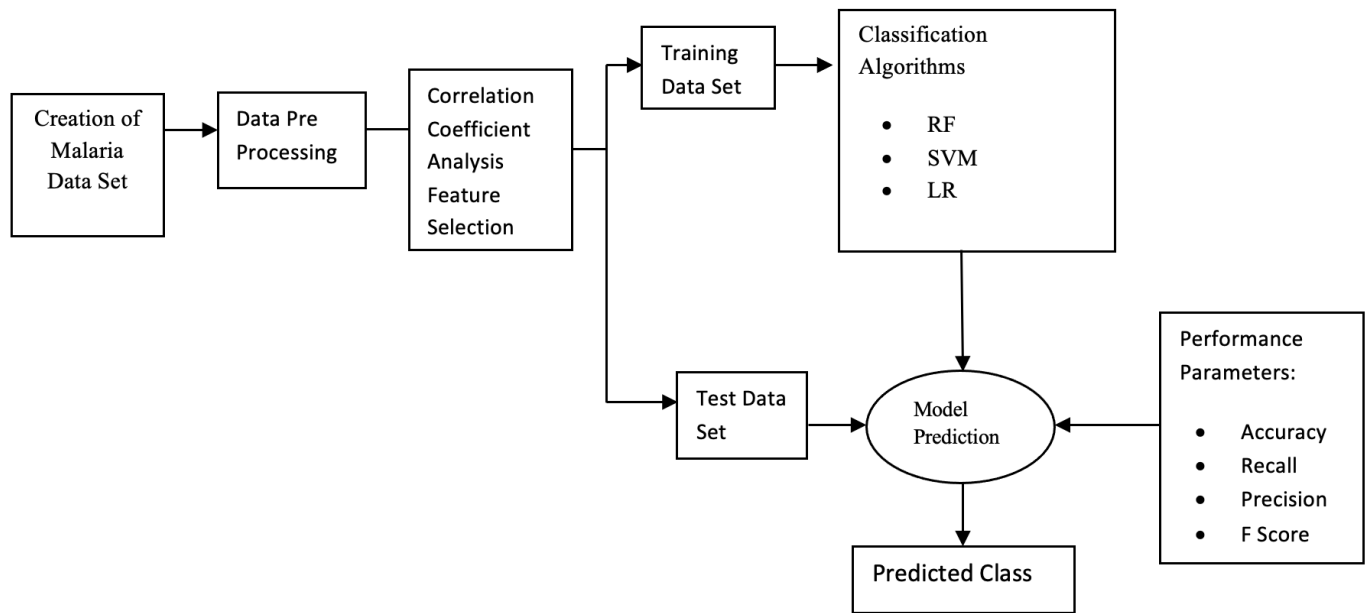 Creation of
Malaria
Data Set
Data Pre
Processing
Correlation
Coefficient
Analysis
Feature
Selection
Training
Data Set
Classification
Algorithms
• RF
• SVM
• LR
Test Data
Set
Model
Prediction
Performance
Parameters:
• Accuracy
• Recall
• Precision
• F Score
Predicted Class